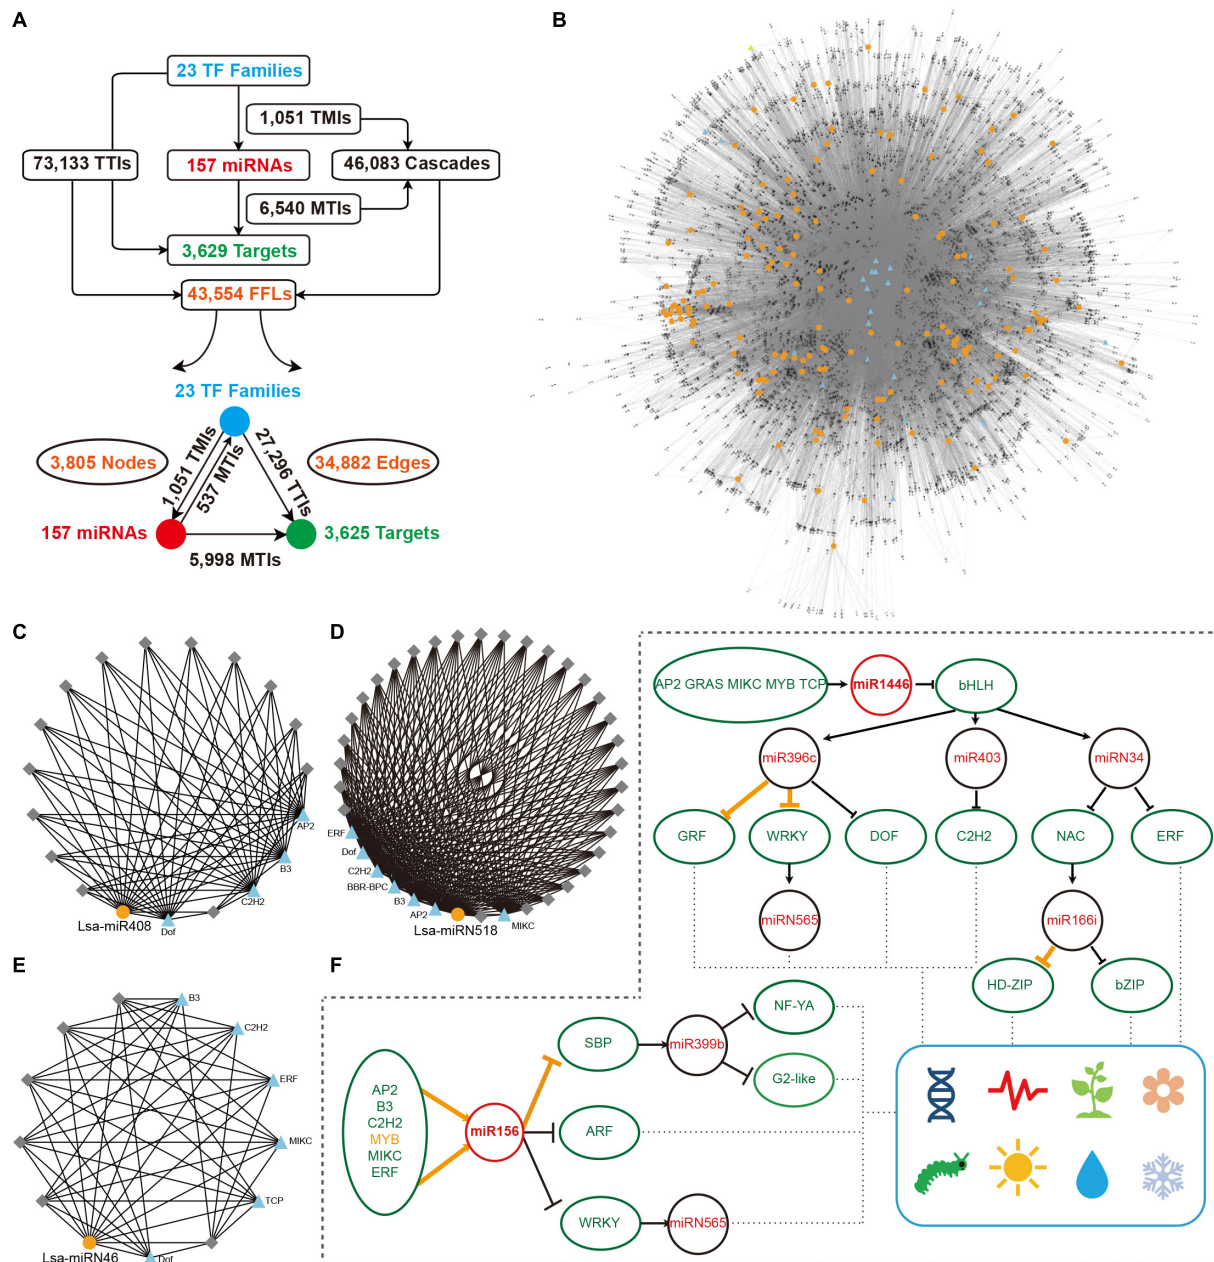 A
23 TF Families
1,051 TMIs
73,133 TTIs
157 miRNAs
46,083 Cascades
6,540 MTIs
3,629 Targets
43,554 FFLs
23 TF Families
3,805 Nodes
1,051 TMIs
537 MTIs
27,296 TTIs
34,882 Edges
157 miRNAs
3,625 Targets
5,998 MTIs
B
C
AP2
B3
C2H2
Lsa-miR408
Dof
D
ERF
Dof
C2H2
BBR-BPC
B3
AP2
Lsa-miRN518
MIKC
E
B3
C2H2
ERF
MIKC
TCP
Lsa-miRN46
Dof
F
AP2 GRAS MIKC MYB TCP
miR1446
bHLH
miR396c
miR403
miRN34
GRF
WRKY
DOF
C2H2
NAC
ERF
miRN565
miR166i
HD-ZIP
bZIP
NF-YA
SBP
miR399b
G2-like
AP2
B3
C2H2
MYB
MIKC
ERF
miR156
ARF
WRKY
miRN565